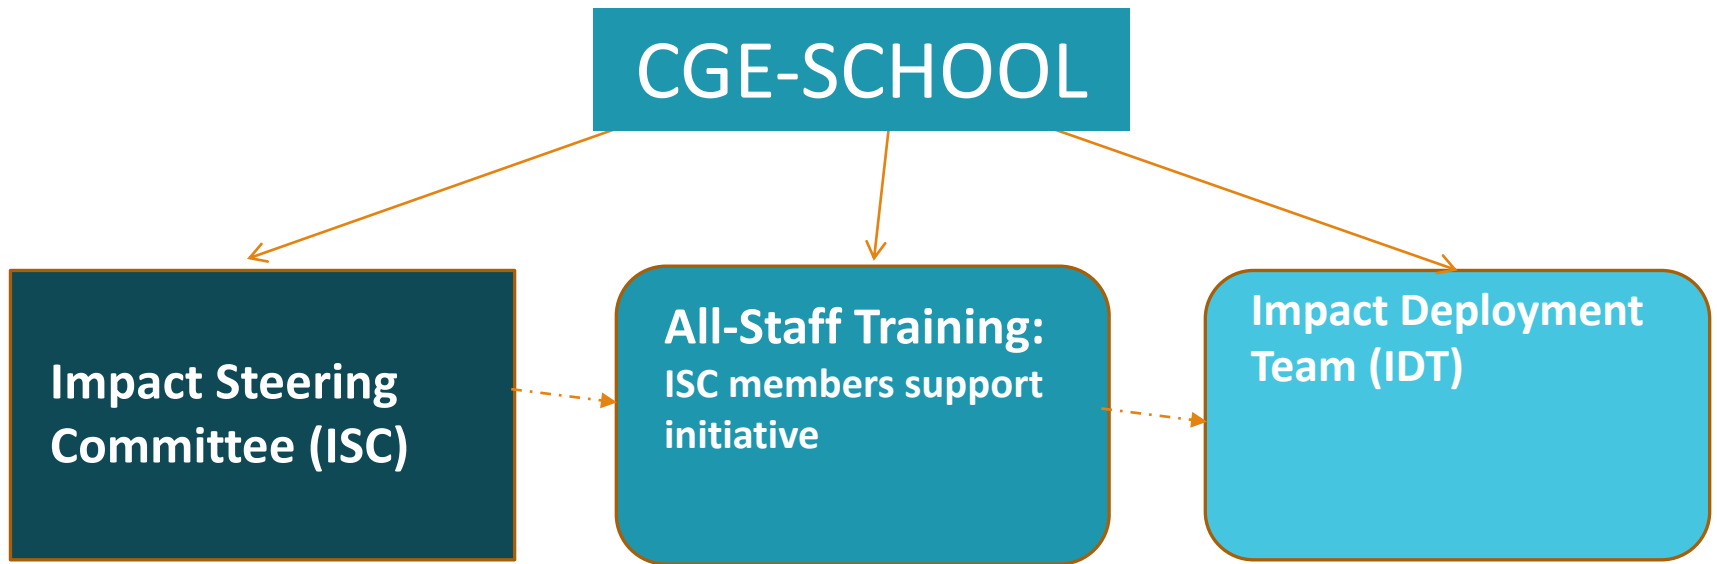 CGE-SCHOOL
Impact Steering
Committee (ISC)
All-Staff Training:
ISC members support
initiative
Impact Deployment
Team (IDT)